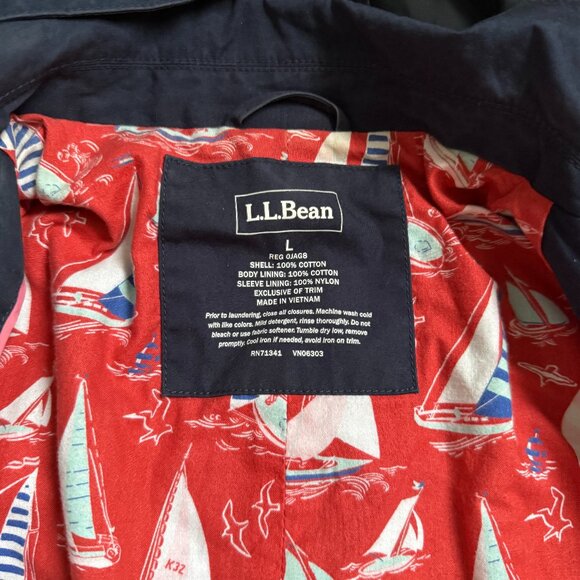 L.L.Bean
L
REG OJAG8
SHELL: 100% COTTON
BODY LINING: 100% COTTON
SLEEVE LINING: 100% NYLON
EXCLUSIVE OF TRIM
MADE IN VIETNAM
Prior to laundering, close all closures. Machine wash cold
with like colors. Mild detergent, rinse thoroughly. Do not
bleach or use fabric softener. Tumble dry low, remove
promptly. Cool iron if needed, avoid iron on trim.
RN71341 VN06303
K32